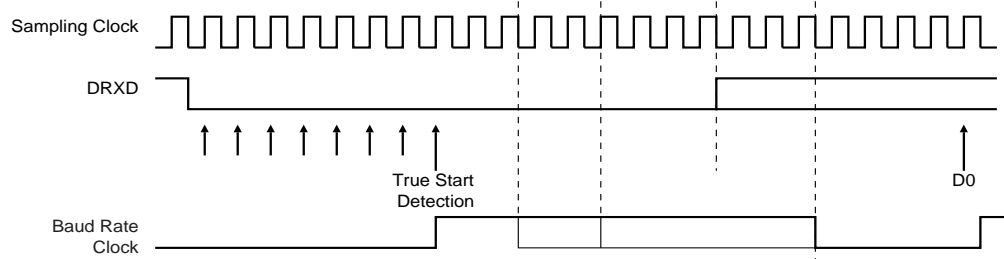 Sampling Clock
DRXD
True Start
Detection
D0
Baud Rate
Clock